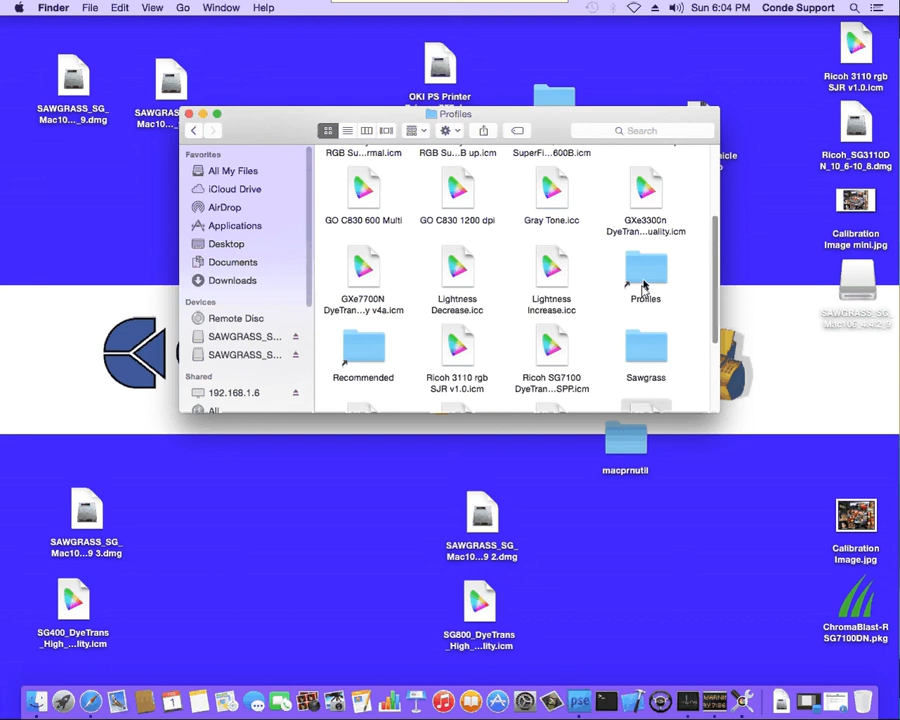 Finder File Edit View Go Window Help
Sun 6:04 PM Conde Support
SAWGRASS_SG_
Mac10..._9.dmg
SAWGRASS_SG_
OKI PS Printer
Ricoh 3110 rgb
SJR v1.0.icm
Ricoh_SG3110D
N_10_6-10_8.dmg
Calibration
Image mini.jpg
SAWGRASS_SG_
Profiles
Search
Favorites
All My Files
iCloud Drive
AirDrop
Applications
Desktop
Documents
Downloads
Devices
Remote Disc
SAWGRASS_S...
SAWGRASS_S...
Shared
192.168.1.6
All
RGB Su...rmal.icm
RGB Su...B up.icm
SuperFi...600B.icm
GO C830 600 Multi
GO C830 1200 dpi
Gray Tone.icc
GXe3300n
DyeTran...uality.icm
GXe7700N
DyeTran...y v4a.icm
Lightness
Decrease.icc
Lightness
Increase.icc
Profiles
Recommended
Ricoh 3110 rgb
SJR v1.0.icm
Ricoh SG7100
DyeTran...SPP.icm
Sawgrass
macprnutil
SAWGRASS_SG_
Mac10...9 3.dmg
SAWGRASS_SG_
Mac10...9 2.dmg
Calibration
Image.jpg
SG400_DyeTrans
_High_...lity.icm
SG800_DyeTrans
_High_...lity.icm
ChromaBlast-R
SG7100DN.pkg
pse